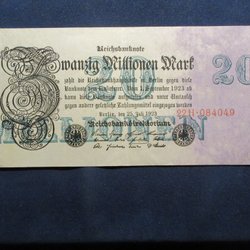 Reichsbanknote
Zwanzig Millionen Mark
20
zahlt die Reichsbankhauptkasse in Berlin gegen diese
Banknote dem Einlieferer. Vom 1. September 1923 ab
kann diese Banknote aufgerufen und unter Umtausch
gegen andere gesetzliche Zahlungsmittel eingezogen werden
Berlin, den 25. Juli 1923
22H·084049
Reichsbankdirektorium